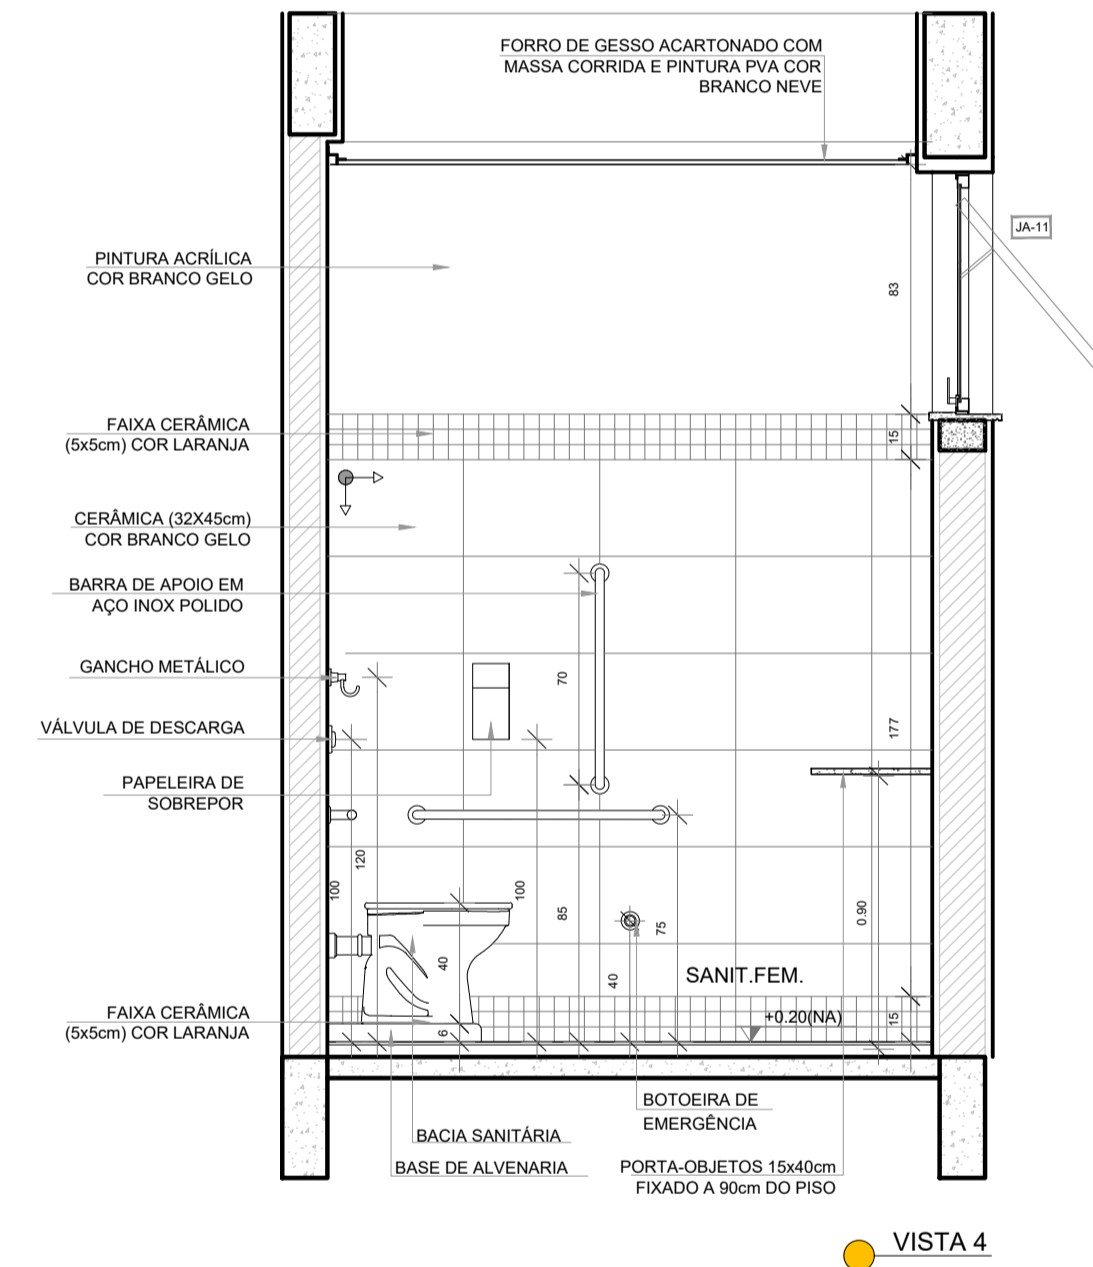 FORRO DE GESSO ACARTONADO COM
MASSA CORRIDA E PINTURA PVA COR
BRANCO NEVE
JA-11
PINTURA ACRÍLICA
COR BRANCO GELO
83
FAIXA CERÂMICA
(5x5cm) COR LARANJA
15
CERÂMICA (32X45cm)
COR BRANCO GELO
BARRA DE APOIO EM
AÇO INOX POLIDO
GANCHO METÁLICO
70
VÁLVULA DE DESCARGA
177
PAPELEIRA DE
SOBREPOR
120
100
100
85
75
0.90
40
40
SANIT.FEM.
FAIXA CERÂMICA
(5x5cm) COR LARANJA
6
+0.20(NA)
15
BOTOEIRA DE
EMERGÊNCIA
BACIA SANITÁRIA
BASE DE ALVENARIA
PORTA-OBJETOS 15x40cm
FIXADO A 90cm DO PISO
VISTA 4